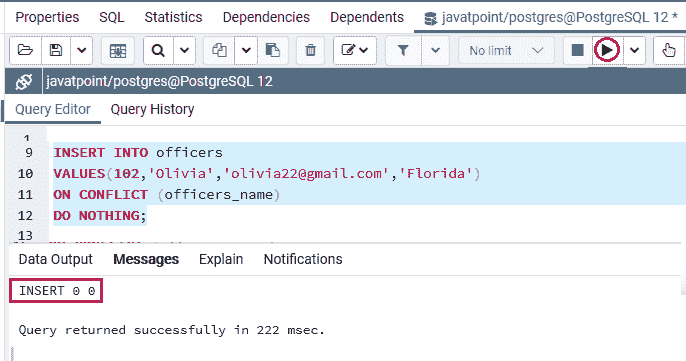 Properties SQL Statistics Dependencies Dependents javatpoint/postgres@PostgreSQL 12 *
No limit
javatpoint/postgres@PostgreSQL 12
Query Editor Query History
9 INSERT INTO officers
10 VALUES(102,'Olivia','olivia22@gmail.com','Florida')
11 ON CONFLICT (officers_name)
12 DO NOTHING;
13
Data Output Messages Explain Notifications
INSERT 0 0
Query returned successfully in 222 msec.